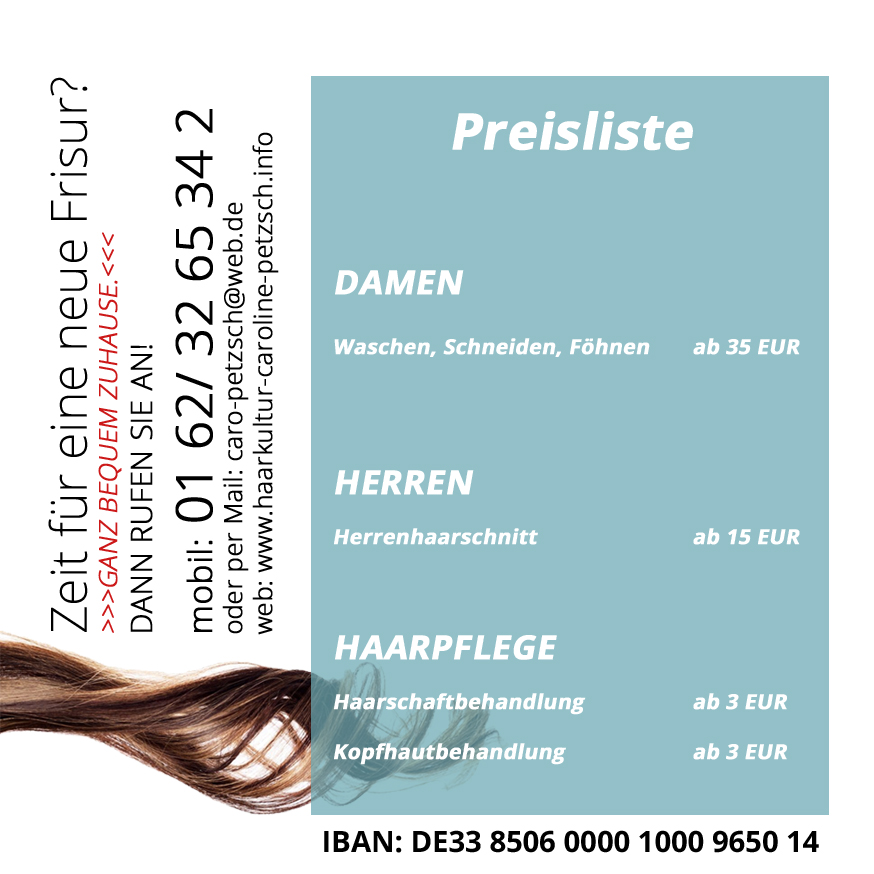 Zeit für eine neue Frisur?
>>>GANZ BEQUEM ZUHAUSE.<<<
DANN RUFEN SIE AN!
mobil: 01 62/ 32 65 34 2
oder per Mail: caro-petzsch@web.de
web: www.haarkultur-caroline-petzsch.info
Preisliste
DAMEN
Waschen, Schneiden, Föhnen ab 35 EUR
HERREN
Herrenhaarschnitt ab 15 EUR
HAARPFLEGE
Haarschaftbehandlung ab 3 EUR
Kopfhautbehandlung ab 3 EUR
IBAN: DE33 8506 0000 1000 9650 14